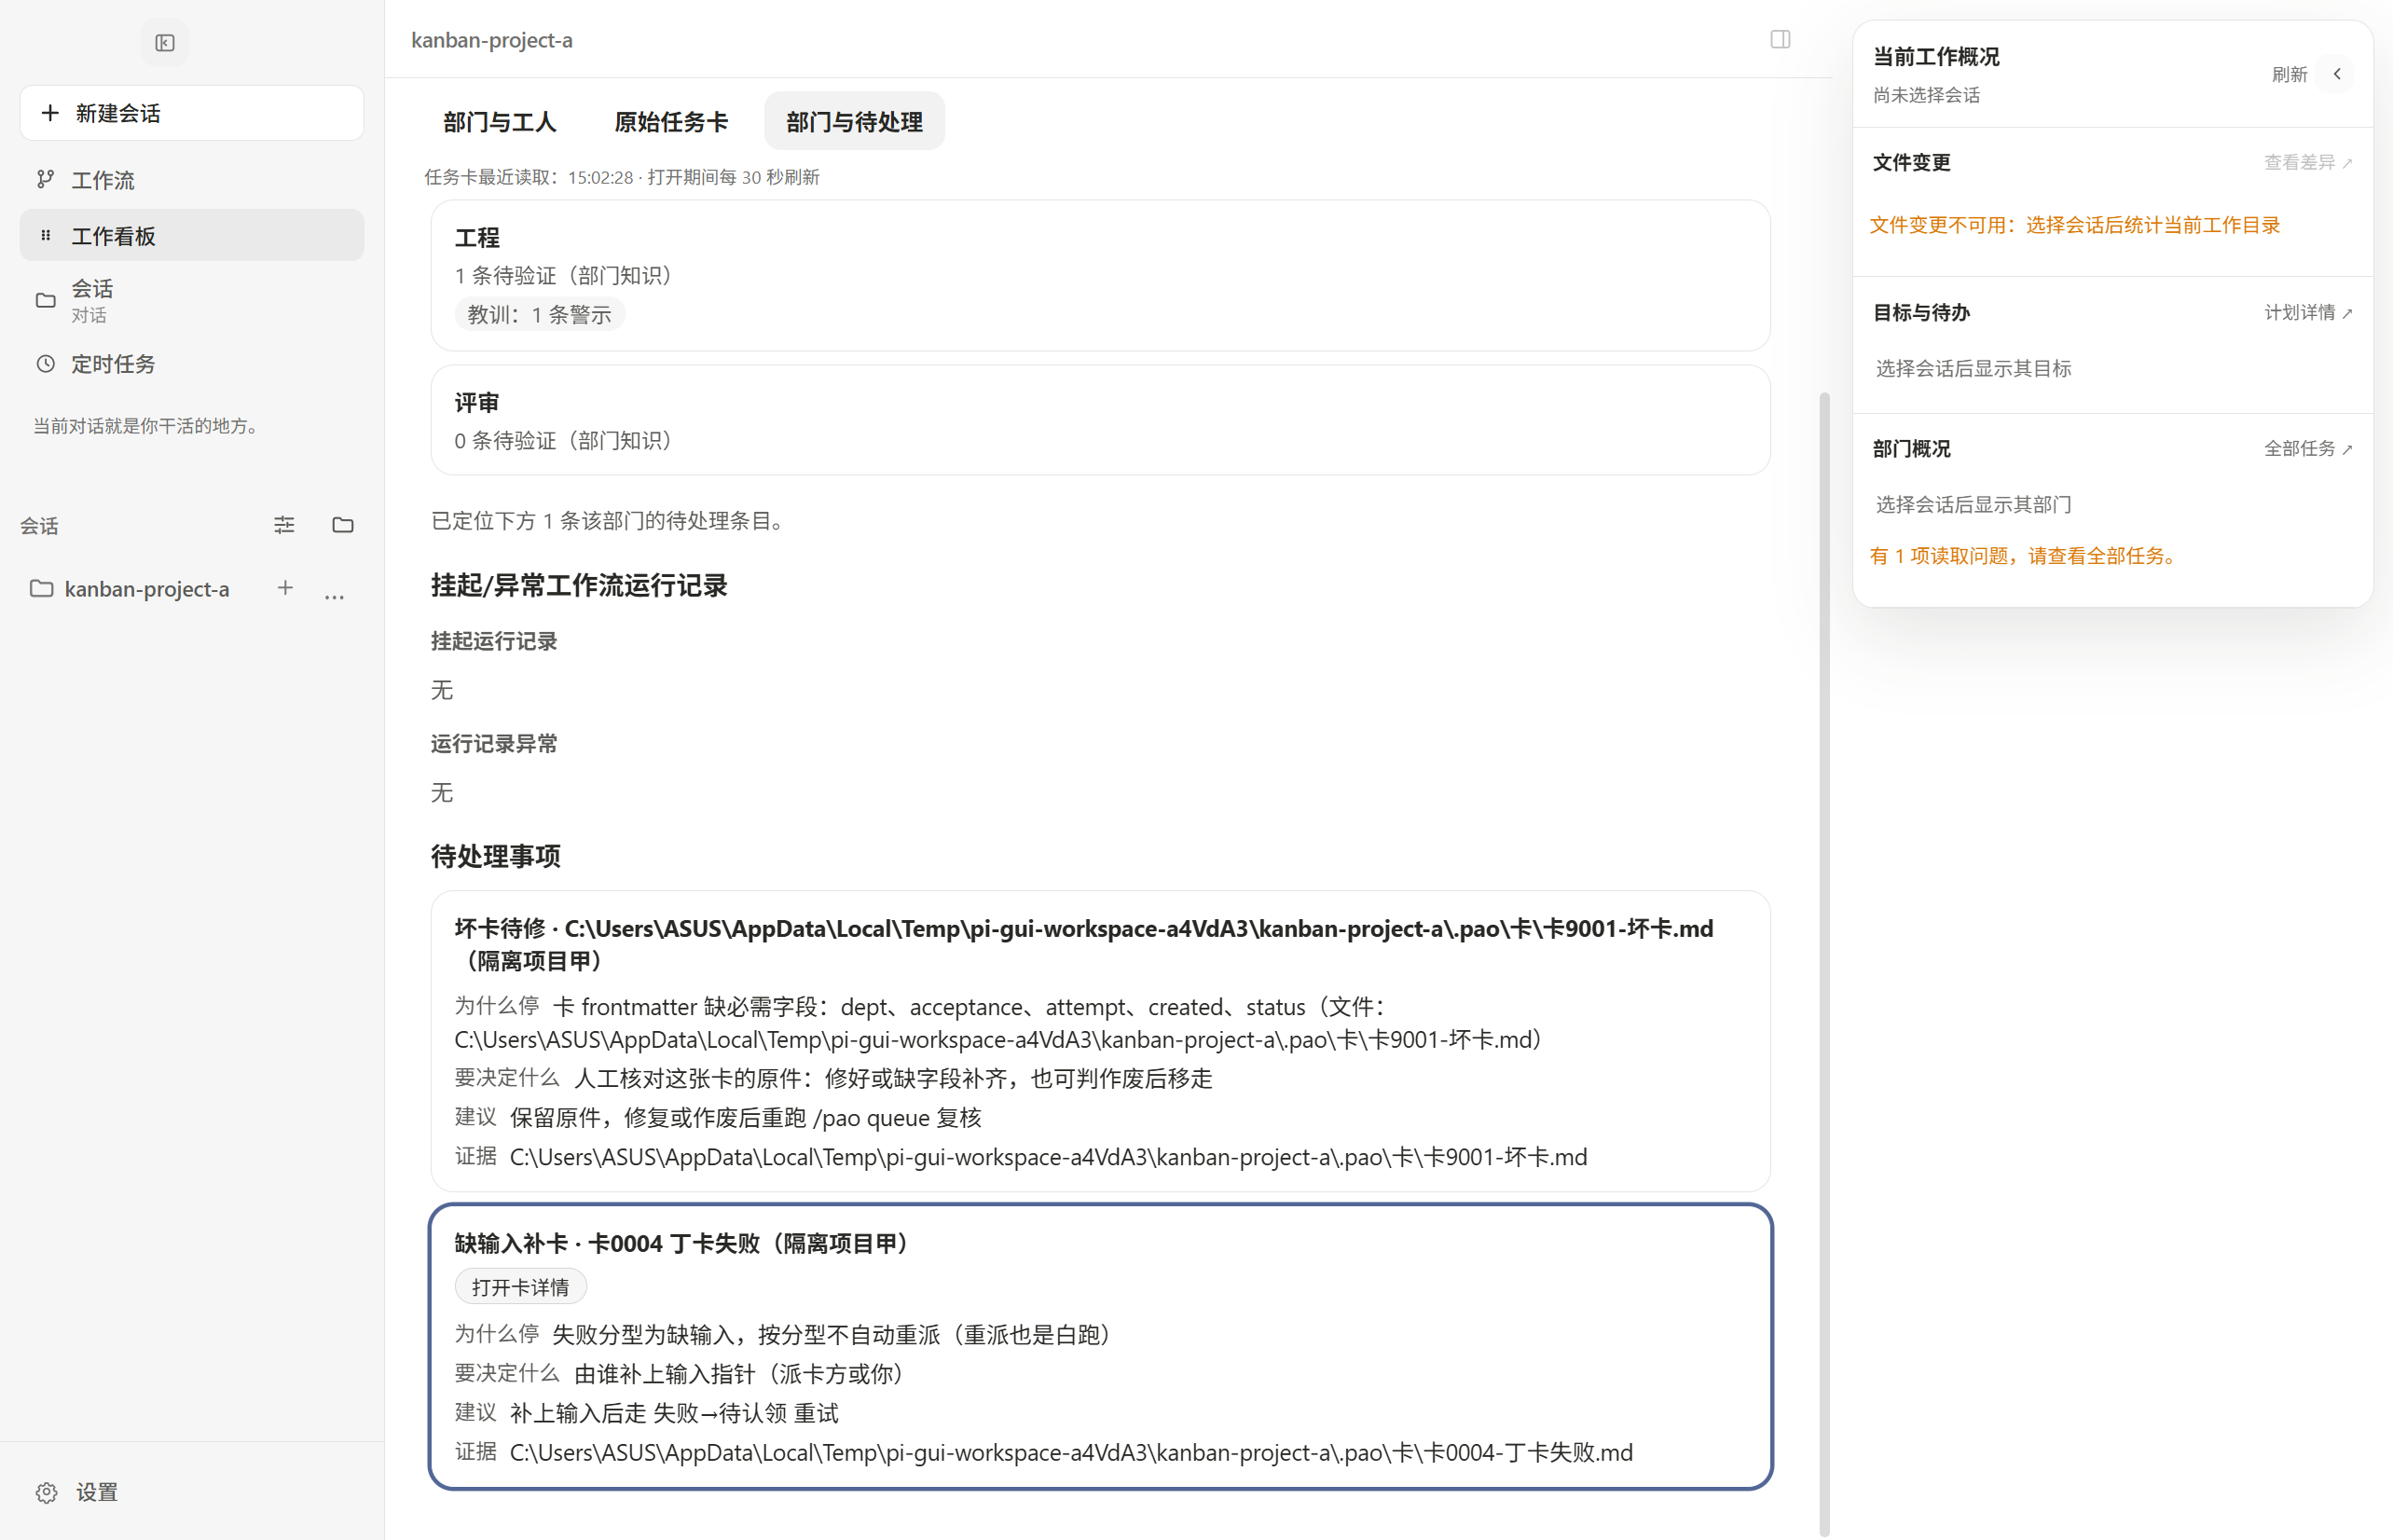 新建会话
工作流
工作看板
会话
对话
定时任务
当前对话就是你干活的地方。
会话
kanban-project-a
...
设置
kanban-project-a
部门与工人
原始任务卡
部门与待处理
任务卡最近读取：15:02:28 · 打开期间每 30 秒刷新
工程
1 条待验证（部门知识）
教训：1 条警示
评审
0 条待验证（部门知识）
已定位下方 1 条该部门的待处理条目。
挂起/异常工作流运行记录
挂起运行记录
无
运行记录异常
无
待处理事项
坏卡待修 · C:\Users\ASUS\AppData\Local\Temp\pi-gui-workspace-a4VdA3\kanban-project-a\.pao\卡\卡9001-坏卡.md
（隔离项目甲）
为什么停 卡 frontmatter 缺必需字段：dept、acceptance、attempt、created、status（文件：
C:\Users\ASUS\AppData\Local\Temp\pi-gui-workspace-a4VdA3\kanban-project-a\.pao\卡\卡9001-坏卡.md）
要决定什么 人工核对这张卡的原件：修好或缺字段补齐，也可判作废后移走
建议 保留原件，修复或作废后重跑 /pao queue 复核
证据 C:\Users\ASUS\AppData\Local\Temp\pi-gui-workspace-a4VdA3\kanban-project-a\.pao\卡\卡9001-坏卡.md
缺输入补卡 · 卡0004 丁卡失败（隔离项目甲）
打开卡详情
为什么停 失败分型为缺输入，按分型不自动重派（重派也是白跑）
要决定什么 由谁补上输入指针（派卡方或你）
建议 补上输入后走 失败→待认领 重试
证据 C:\Users\ASUS\AppData\Local\Temp\pi-gui-workspace-a4VdA3\kanban-project-a\.pao\卡\卡0004-丁卡失败.md
当前工作概况
刷新
尚未选择会话
文件变更
查看差异 ↗
文件变更不可用：选择会话后统计当前工作目录
目标与待办
计划详情 ↗
选择会话后显示其目标
部门概况
全部任务 ↗
选择会话后显示其部门
有 1 项读取问题，请查看全部任务。